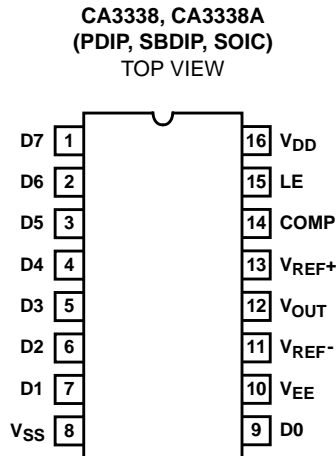 CA3338, CA3338A
(PDIP, SBDIP, SOIC)
TOP VIEW
D7 1 16 VDD
D6 2 15 LE
D5 3 14 COMP
D4 4 13 VREF+
D3 5 12 VOUT
D2 6 11 VREF-
D1 7 10 VEE
VSS 8 9 D0